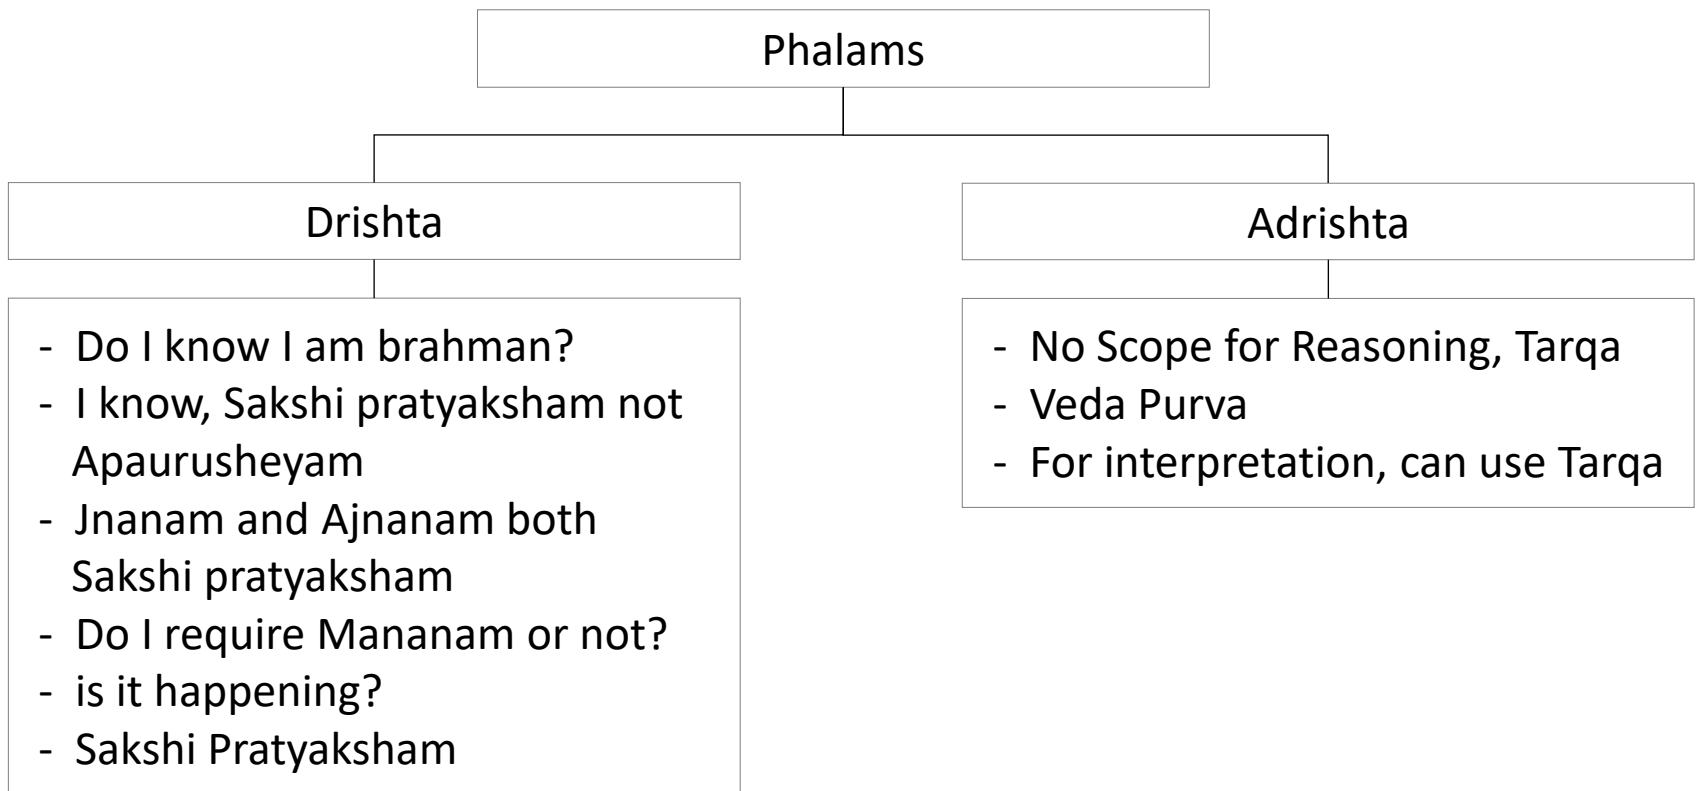 Phalams
Drishta
- Do I know I am brahman?
- I know, Sakshi pratyaksham not
Apaurusheyam
- Jnanam and Ajnanam both
Sakshi pratyaksham
- Do I require Mananam or not?
- is it happening?
- Sakshi Pratyaksham
Adrishta
- No Scope for Reasoning, Tarqa
- Veda Purva
- For interpretation, can use Tarqa